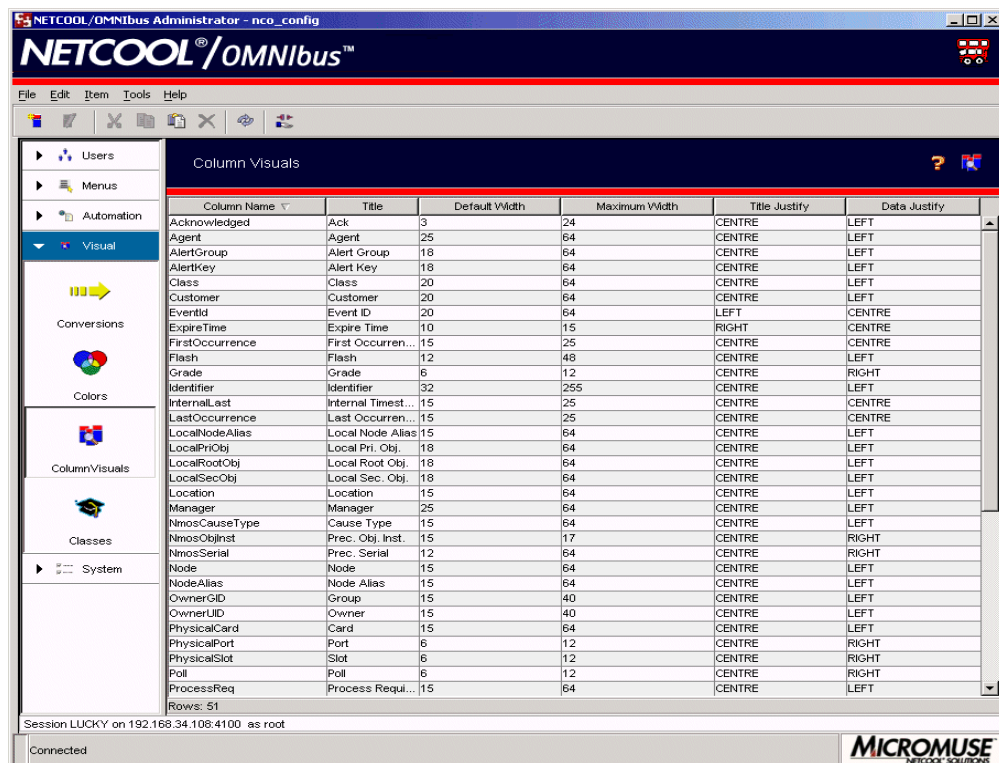 NETCOOL/OMNIbus Administrator - nco_config
NETCOOL®/OMNIbus™
File Edit Item Tools Help
Users
Menus
Automation
Visual
Conversions
Colors
ColumnVisuals
Classes
System
Column Visuals
Column Name Title Default Width Maximum Width Title Justify Data Justify
Acknowledged Ack 3 24 CENTRE LEFT
Agent Agent 25 64 CENTRE LEFT
AlertGroup Alert Group 18 64 CENTRE LEFT
AlertKey Alert Key 18 64 CENTRE LEFT
Class Class 20 64 CENTRE LEFT
Customer Customer 20 64 CENTRE LEFT
EventId Event ID 20 64 LEFT CENTRE
ExpireTime Expire Time 10 15 RIGHT CENTRE
FirstOccurrence First Occurren... 15 25 CENTRE CENTRE
Flash Flash 12 48 CENTRE LEFT
Grade Grade 6 12 CENTRE RIGHT
Identifier Identifier 32 255 CENTRE LEFT
InternalLast Internal Timest... 15 25 CENTRE CENTRE
LastOccurrence Last Occurren... 15 25 CENTRE CENTRE
LocalNodeAlias Local Node Alias 15 64 CENTRE LEFT
LocalPriObj Local Pri. Obj. 18 64 CENTRE LEFT
LocalRootObj Local Root Obj. 18 64 CENTRE LEFT
LocalSecObj Local Sec. Obj. 18 64 CENTRE LEFT
Location Location 15 64 CENTRE LEFT
Manager Manager 25 64 CENTRE LEFT
NmosCauseType Cause Type 15 64 CENTRE LEFT
NmosObjInst Prec. Obj. Inst. 15 17 CENTRE RIGHT
NmosSerial Prec. Serial 12 64 CENTRE RIGHT
Node Node 15 64 CENTRE LEFT
NodeAlias Node Alias 15 64 CENTRE LEFT
OwnerGID Group 15 40 CENTRE LEFT
OwnerUID Owner 15 40 CENTRE LEFT
PhysicalCard Card 15 64 CENTRE LEFT
PhysicalPort Port 6 12 CENTRE RIGHT
PhysicalSlot Slot 6 12 CENTRE RIGHT
Poll Poll 6 12 CENTRE RIGHT
ProcessReq Process Requi... 15 64 CENTRE LEFT
Rows: 51
Session LUCKY on 192.168.34.108:4100 as root
Connected
MICROMUSE
NETCOOL® SOLUTIONS